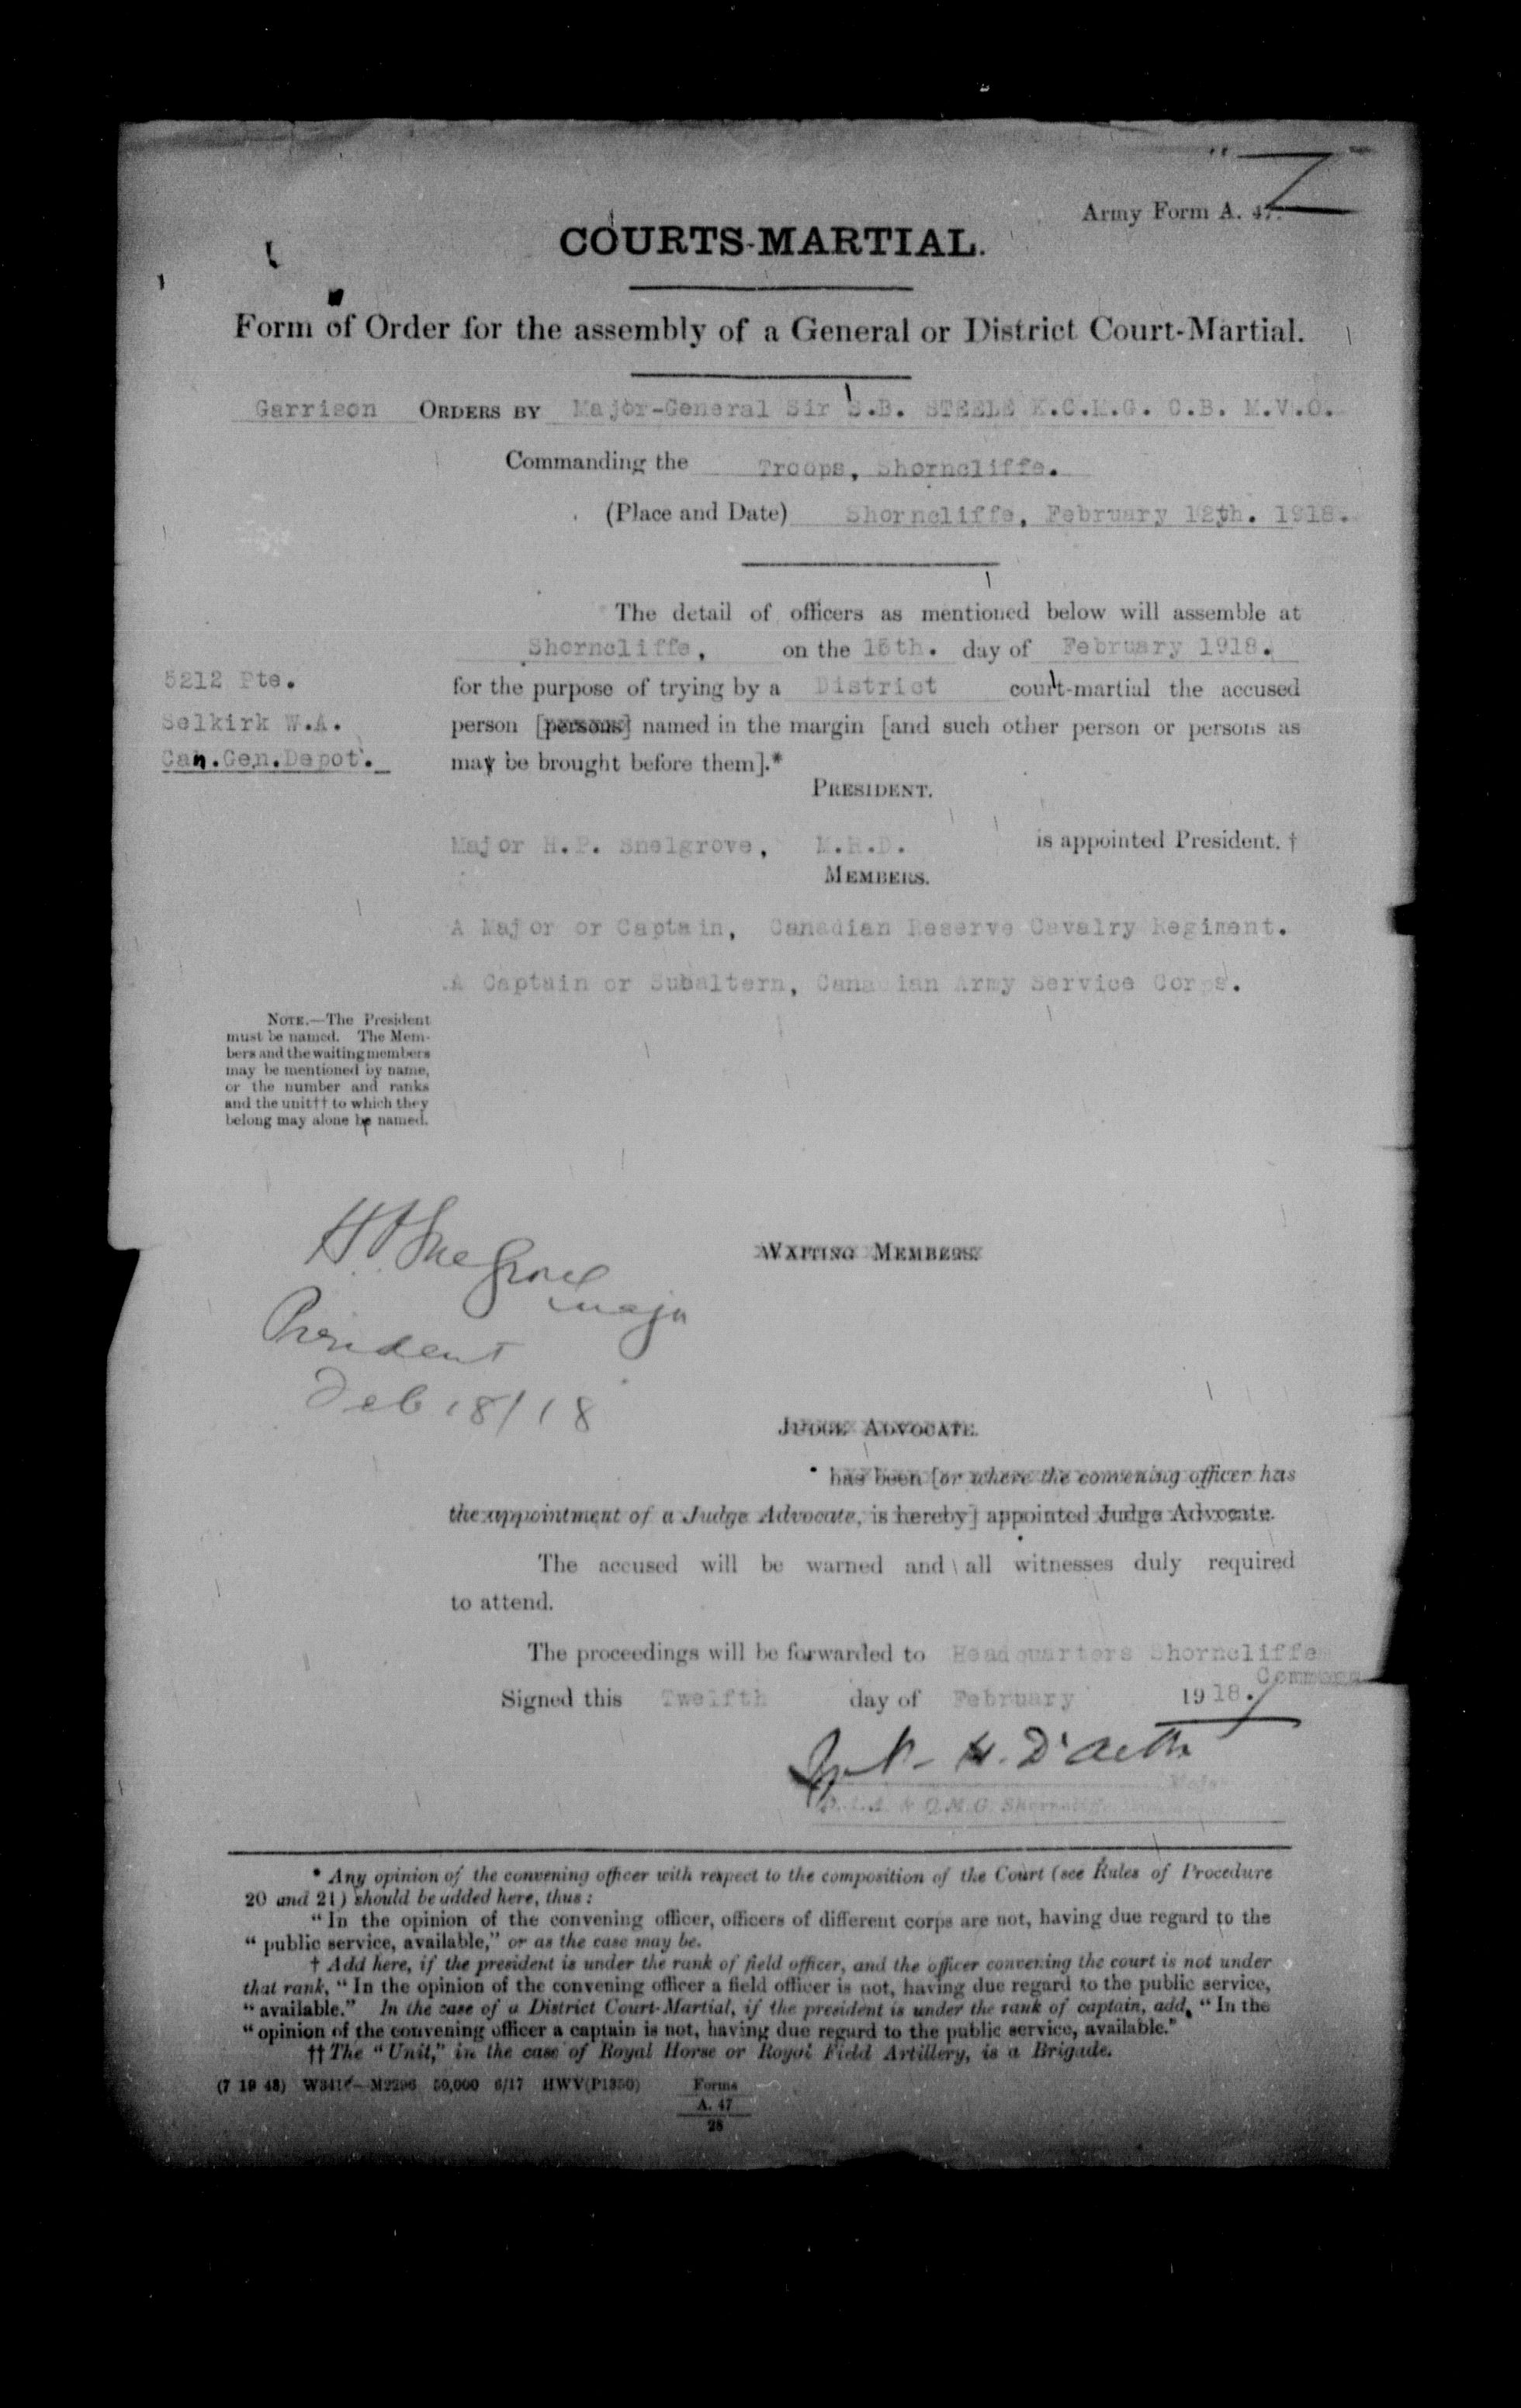 "Z"
Army Form A. 47.
COURTS-MARTIAL.
Form of Order for the assembly of a General or District Court-Martial.
Garrison ORDERS BY Major-General Sir S.B. STEELE K.C.M.G. C.B. M.V.O.
Commanding the Troops, Shorncliffe.
(Place and Date) Shorncliffe, February 12th. 1918.
The detail of officers as mentioned below will assemble at
Shorncliffe, on the 15th. day of February 1918.
5212 Pte.
Selkirk W.A.
Can.Gen.Depot.
for the purpose of trying by a District court-martial the accused
person [persons] named in the margin [and such other person or persons as
may be brought before them].*
PRESIDENT.
Major H.P. Snelgrove, M.R.D. is appointed President. †
MEMBERS.
A Major or Captain, Canadian Reserve Cavalry Regiment.
A Captain or Subaltern, Canadian Army Service Corps.
NOTE.—The President
must be named. The Mem-
bers and the waiting members
may be mentioned by name,
or the number and ranks
and the unit†† to which they
belong may alone be named.
WAITING MEMBERS.
HP Snelgrove
Major
President
Feb 18/18
JUDGE ADVOCATE.
has been [or where the convening officer has
the appointment of a Judge Advocate, is hereby] appointed Judge Advocate.
The accused will be warned and all witnesses duly required
to attend.
The proceedings will be forwarded to Headquarters Shorncliffe
Signed this Twelfth day of February 1918.
H. D'Aeth
Major
D.A.A. & Q.M.G. Shorncliffe
* Any opinion of the convening officer with respect to the composition of the Court (see Rules of Procedure
20 and 21) should be added here, thus:
"In the opinion of the convening officer, officers of different corps are not, having due regard to the
"public service, available," or as the case may be.
† Add here, if the president is under the rank of field officer, and the officer convening the court is not under
that rank, "In the opinion of the convening officer a field officer is not, having due regard to the public service,
"available." In the case of a District Court-Martial, if the president is under the rank of captain, add, "In the
"opinion of the convening officer a captain is not, having due regard to the public service, available."
†† The "Unit," in the case of Royal Horse or Royal Field Artillery, is a Brigade.
(7 19 48) 50,000 6/17 HWV(P1350) Forms
A. 47
28